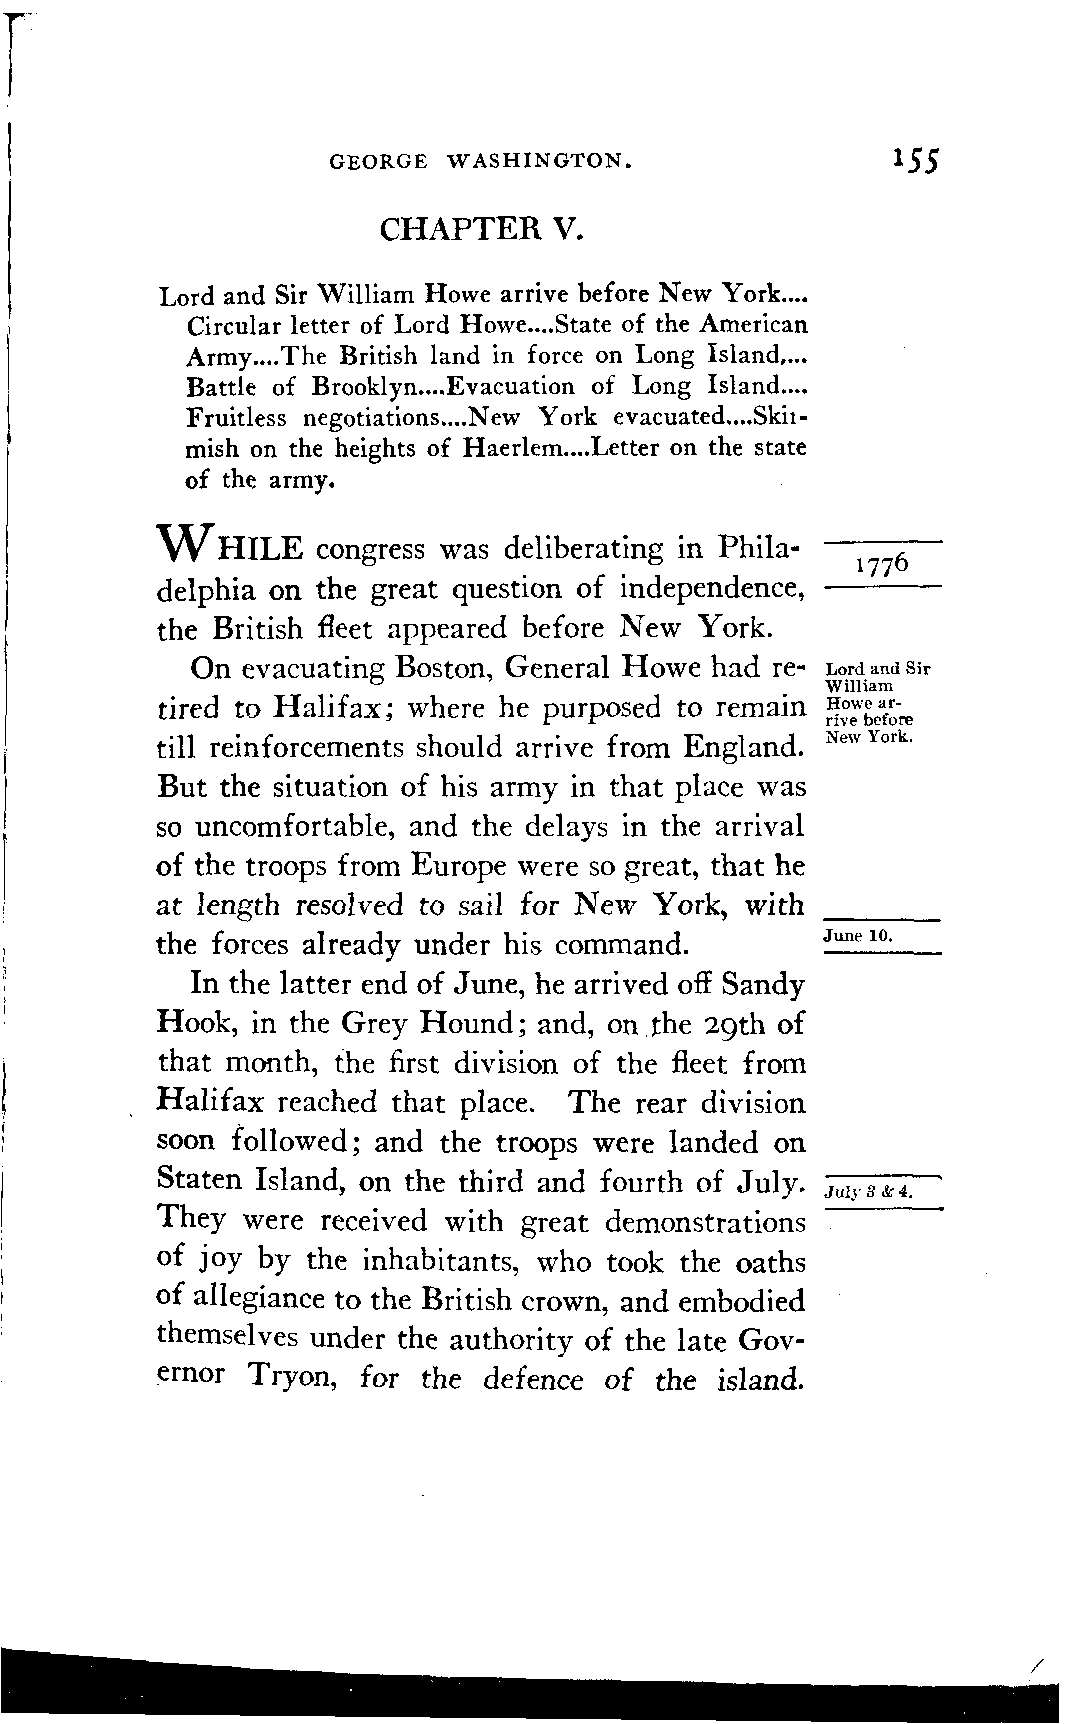 GEORGE WASHINGTON. 155
CHAPTER V.
Lord and Sir William Howe arrive before New York....
Circular letter of Lord Howe....State of the American
Army....The British land in force on Long Island....
Battle of Brooklyn....Evacuation of Long Island....
Fruitless negotiations....New York evacuated....Skir-
mish on the heights of Haerlem....Letter on the state
of the army.
WHILE congress was deliberating in Phila-
1776
delphia on the great question of independence,
the British fleet appeared before New York.
On evacuating Boston, General Howe had re-
tired to Halifax; where he purposed to remain
till reinforcements should arrive from England.
Lord and Sir
William
Howe ar-
rive before
New York.
But the situation of his army in that place was
so uncomfortable, and the delays in the arrival
of the troops from Europe were so great, that he
at length resolved to sail for New York, with
the forces already under his command.
June 10.
In the latter end of June, he arrived off Sandy
Hook, in the Grey Hound; and, on the 29th of
that month, the first division of the fleet from
Halifax reached that place. The rear division
soon followed; and the troops were landed on
Staten Island, on the third and fourth of July.
July 3 & 4.
They were received with great demonstrations
of joy by the inhabitants, who took the oaths
of allegiance to the British crown, and embodied
themselves under the authority of the late Gov-
ernor Tryon, for the defence of the island.